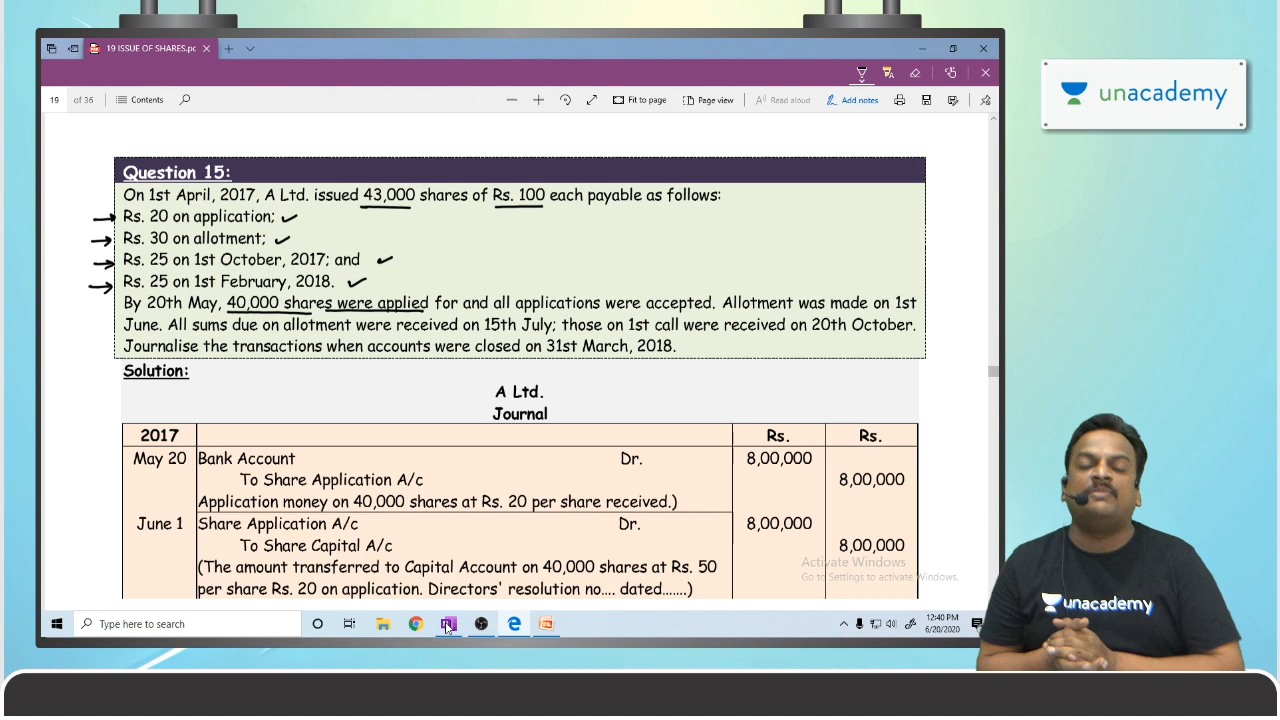 19 ISSUE OF SHARES.pc
unacademy
19 of 36 Contents Fit to page Page view Read aloud Add notes
Question 15:
On 1st April, 2017, A Ltd. issued 43,000 shares of Rs. 100 each payable as follows:
Rs. 20 on application;
Rs. 30 on allotment;
Rs. 25 on 1st October, 2017; and
Rs. 25 on 1st February, 2018.
By 20th May, 40,000 shares were applied for and all applications were accepted. Allotment was made on 1st
June. All sums due on allotment were received on 15th July; those on 1st call were received on 20th October.
Journalise the transactions when accounts were closed on 31st March, 2018.
Solution:
A Ltd.
Journal
2017 Rs. Rs.
May 20 Bank Account Dr. 8,00,000
To Share Application A/c 8,00,000
Application money on 40,000 shares at Rs. 20 per share received.)
June 1 Share Application A/c Dr. 8,00,000
To Share Capital A/c 8,00,000
(The amount transferred to Capital Account on 40,000 shares at Rs. 50
per share Rs. 20 on application. Directors' resolution no.... dated.......)
Activate Windows
Go to Settings to activate Windows.
unacademy
Type here to search
12:40 PM
6/20/2020